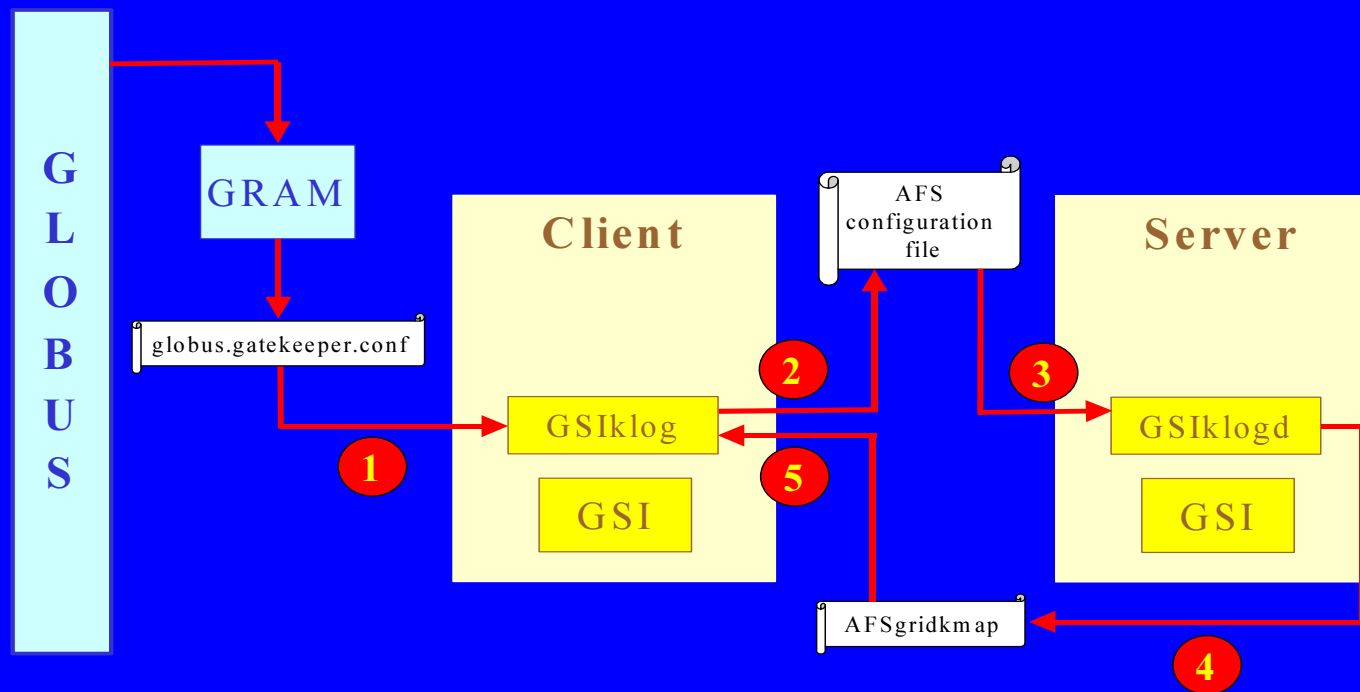 GLOBUS
GRAM
globus.gatekeeper.conf
1
Client
GSIklog
GSI
2
5
AFS
configuration
file
3
Server
GSIklogd
GSI
AFSgridkmap
4